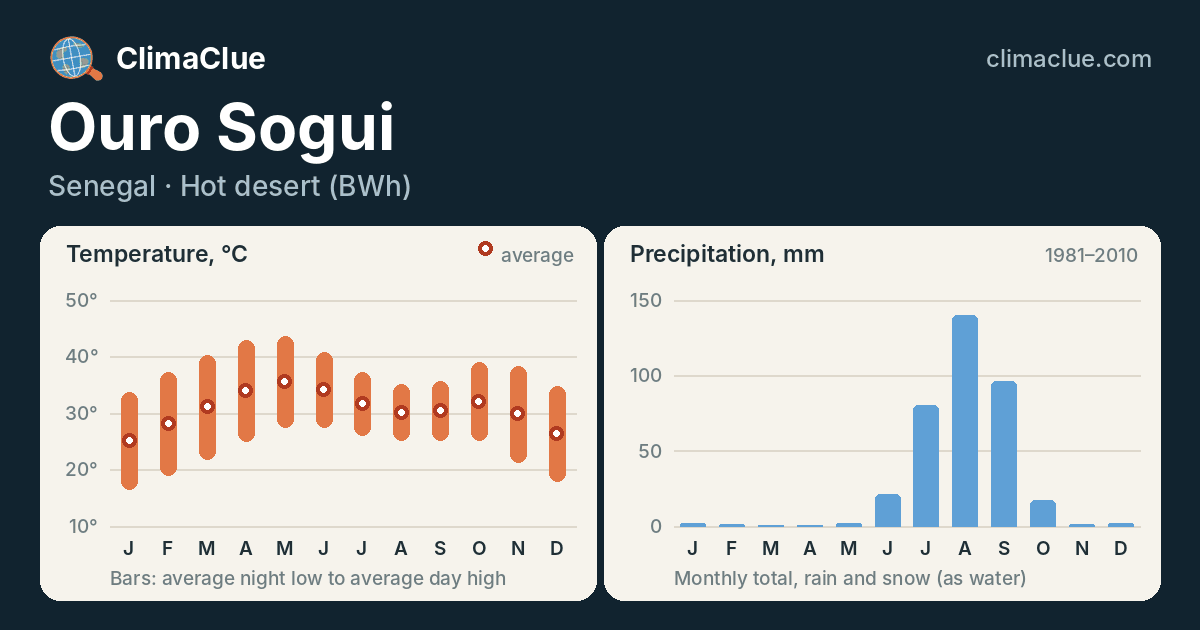 ClimaClue
climaclue.com
Ouro Sogui
Senegal · Hot desert (BWh)
Temperature, °C
average
50°
40°
30°
20°
10°
J F M A M J J A S O N D
Bars: average night low to average day high
Precipitation, mm
1981–2010
150
100
50
0
J F M A M J J A S O N D
Monthly total, rain and snow (as water)